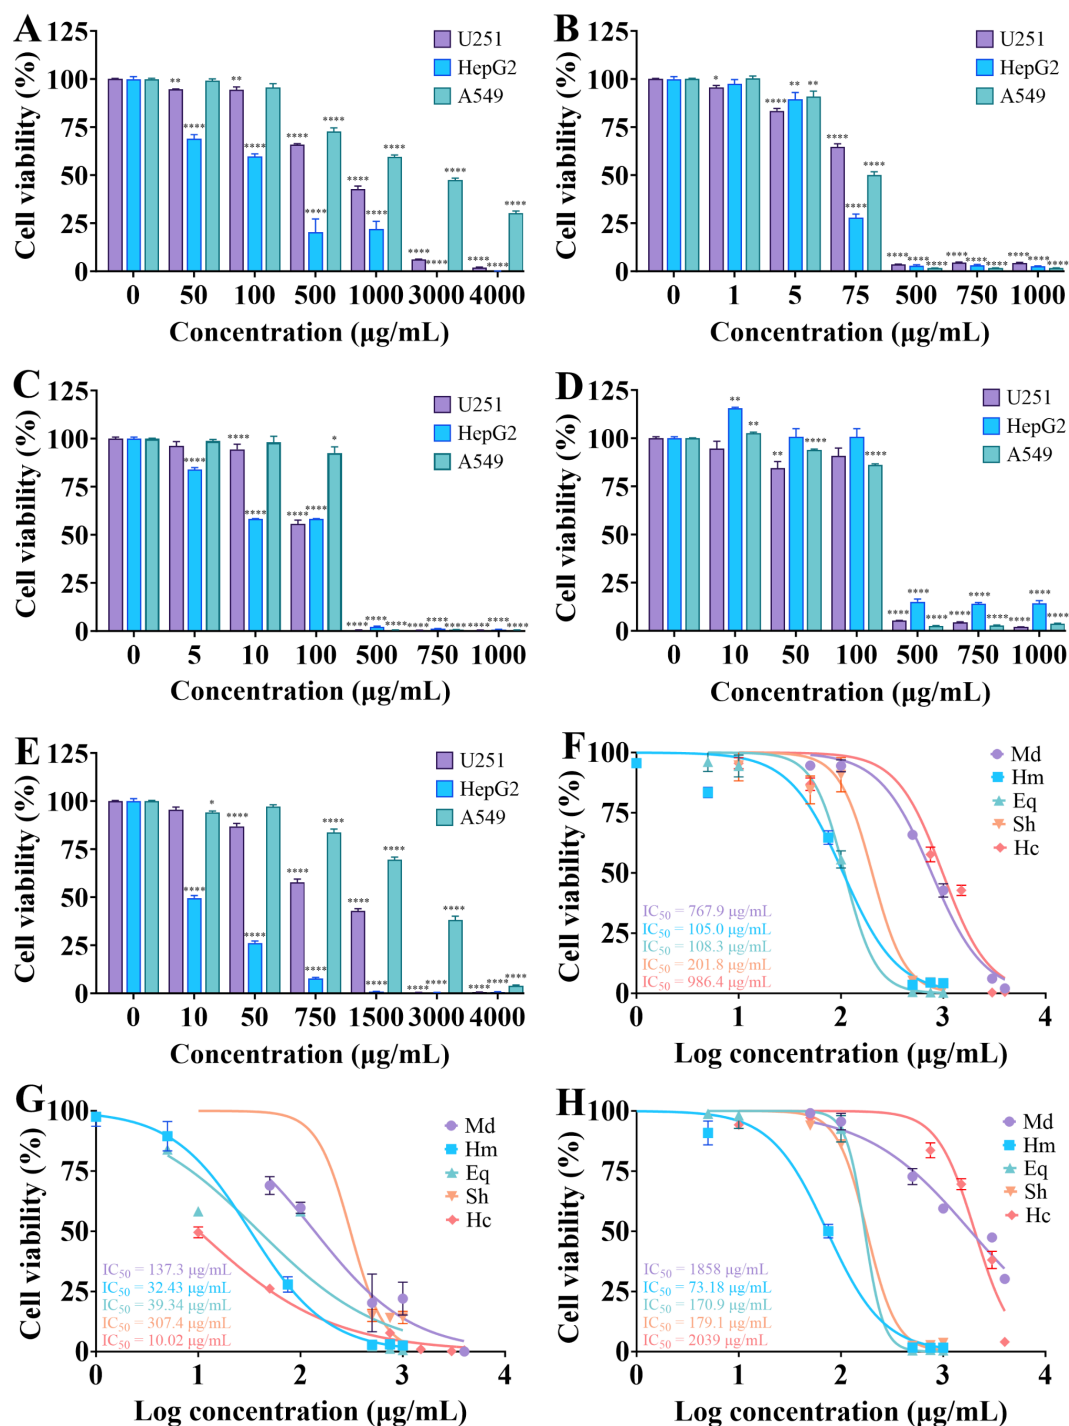 A
Cell viability (%)
125
100
75
50
25
0
U251
HepG2
A549
** **** ** **** **** **** **** **** **** **** **** **** **** **** **** ****
0 50 100 500 1000 3000 4000
Concentration (μg/mL)
B
Cell viability (%)
125
100
75
50
25
0
U251
HepG2
A549
* **** ** ** **** **** **** **** **** **** **** **** **** **** **** ****
0 1 5 75 500 750 1000
Concentration (μg/mL)
C
Cell viability (%)
125
100
75
50
25
0
U251
HepG2
A549
**** **** **** **** **** * **** **** **** **** **** **** **** **** ****
0 5 10 100 500 750 1000
Concentration (μg/mL)
D
Cell viability (%)
125
100
75
50
25
0
U251
HepG2
A549
** ** ** **** **** **** **** **** **** **** **** **** **** ****
0 10 50 100 500 750 1000
Concentration (μg/mL)
E
Cell viability (%)
125
100
75
50
25
0
U251
HepG2
A549
**** * **** **** **** **** **** **** **** **** **** **** **** **** **** ****
0 10 50 750 1500 3000 4000
Concentration (μg/mL)
F
Cell viability (%)
100
75
50
25
0
Md
Hm
Eq
Sh
Hc
IC50 = 767.9 μg/mL
IC50 = 105.0 μg/mL
IC50 = 108.3 μg/mL
IC50 = 201.8 μg/mL
IC50 = 986.4 μg/mL
0 1 2 3 4
Log concentration (μg/mL)
G
Cell viability (%)
100
75
50
25
0
Md
Hm
Eq
Sh
Hc
IC50 = 137.3 μg/mL
IC50 = 32.43 μg/mL
IC50 = 39.34 μg/mL
IC50 = 307.4 μg/mL
IC50 = 10.02 μg/mL
0 1 2 3 4
Log concentration (μg/mL)
H
Cell viability (%)
100
75
50
25
0
Md
Hm
Eq
Sh
Hc
IC50 = 1858 μg/mL
IC50 = 73.18 μg/mL
IC50 = 170.9 μg/mL
IC50 = 179.1 μg/mL
IC50 = 2039 μg/mL
0 1 2 3 4
Log concentration (μg/mL)